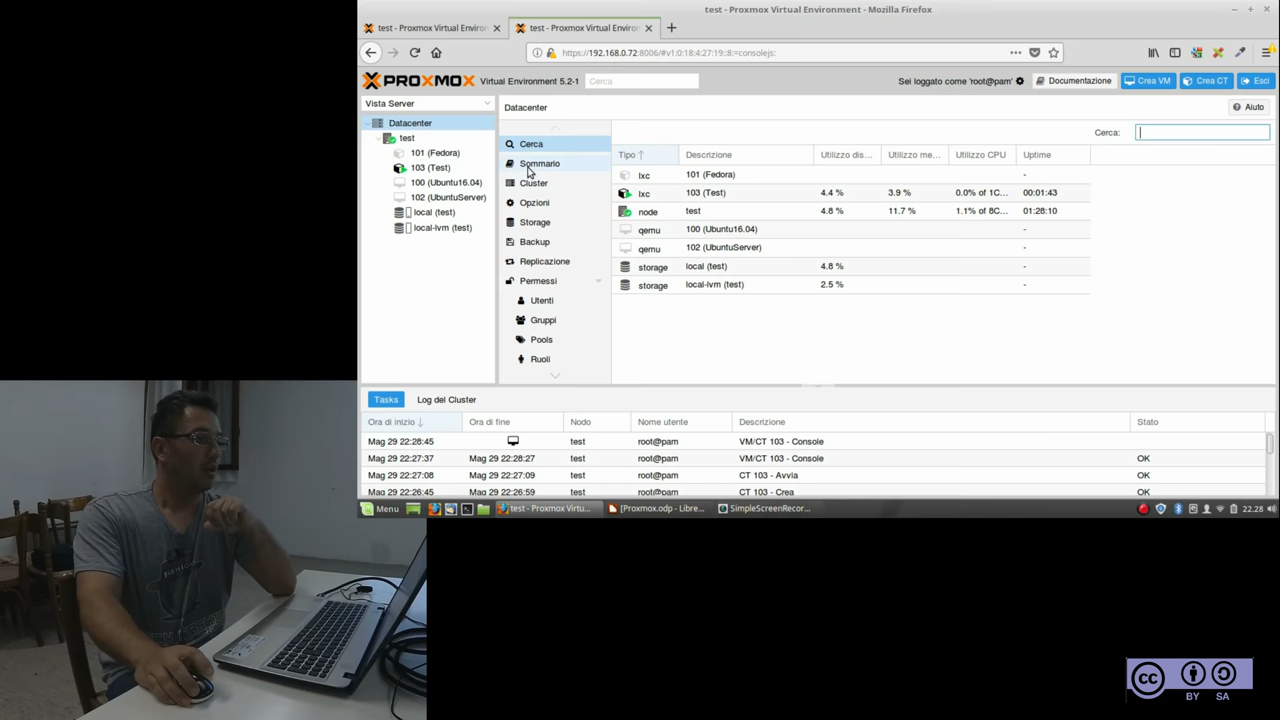 test - Proxmox Virtual Environment - Mozilla Firefox
test - Proxmox Virtual Environ
test - Proxmox Virtual Environ
https://192.168.0.72:8006/#v1:0:18:4:27:19::8:=consolejs:
PROXMOX Virtual Environment 5.2-1 Cerca Sei loggato come 'root@pam' Documentazione Crea VM Crea CT Esci
Vista Server
Datacenter
test
101 (Fedora)
103 (Test)
100 (Ubuntu16.04)
102 (UbuntuServer)
local (test)
local-lvm (test)
Datacenter Aiuto
Cerca
Sommario
Cluster
Opzioni
Storage
Backup
Replicazione
Permessi
Utenti
Gruppi
Pools
Ruoli
Cerca:
Tipo Descrizione Utilizzo dis... Utilizzo me... Utilizzo CPU Uptime
lxc 101 (Fedora) -
lxc 103 (Test) 4.4 % 3.9 % 0.0% of 1C... 00:01:43
node test 4.8 % 11.7 % 1.1% of 8C... 01:28:10
qemu 100 (Ubuntu16.04) -
qemu 102 (UbuntuServer) -
storage local (test) 4.8 % -
storage local-lvm (test) 2.5 % -
Tasks Log del Cluster
Ora di inizio Ora di fine Nodo Nome utente Descrizione Stato
Mag 29 22:28:45 test root@pam VM/CT 103 - Console
Mag 29 22:27:37 Mag 29 22:28:27 test root@pam VM/CT 103 - Console OK
Mag 29 22:27:08 Mag 29 22:27:09 test root@pam CT 103 - Avvia OK
Mag 29 22:26:45 Mag 29 22:26:59 test root@pam CT 103 - Crea OK
Menu test - Proxmox Virtu... [Proxmox.odp - Libre... SimpleScreenRecor... 22.28
cc
BY SA